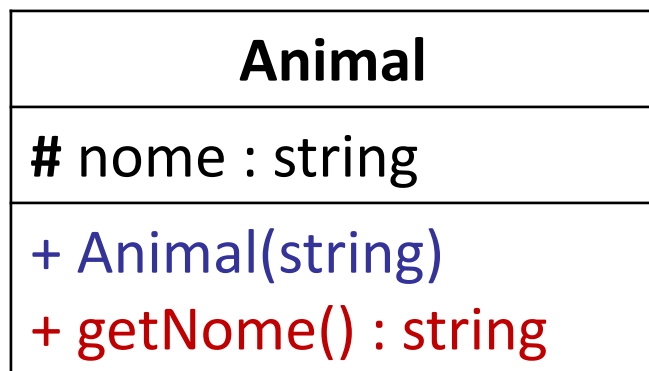 Animal
# nome : string
+ Animal(string)
+ getNome() : string